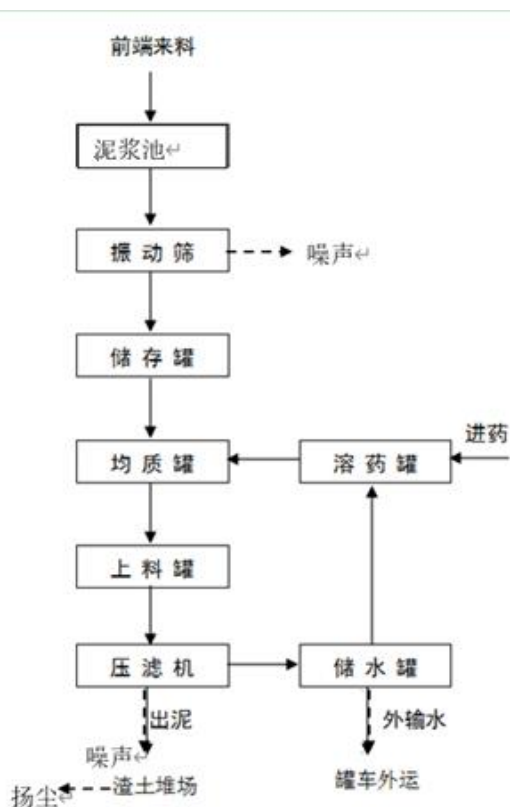 前端来料
泥浆池↵
振动筛
噪声↵
储存罐
进药
均质罐
溶药罐
上料罐
压滤机
储水罐
出泥
外输水
噪声↵
渣土堆场
罐车外运
扬尘↵